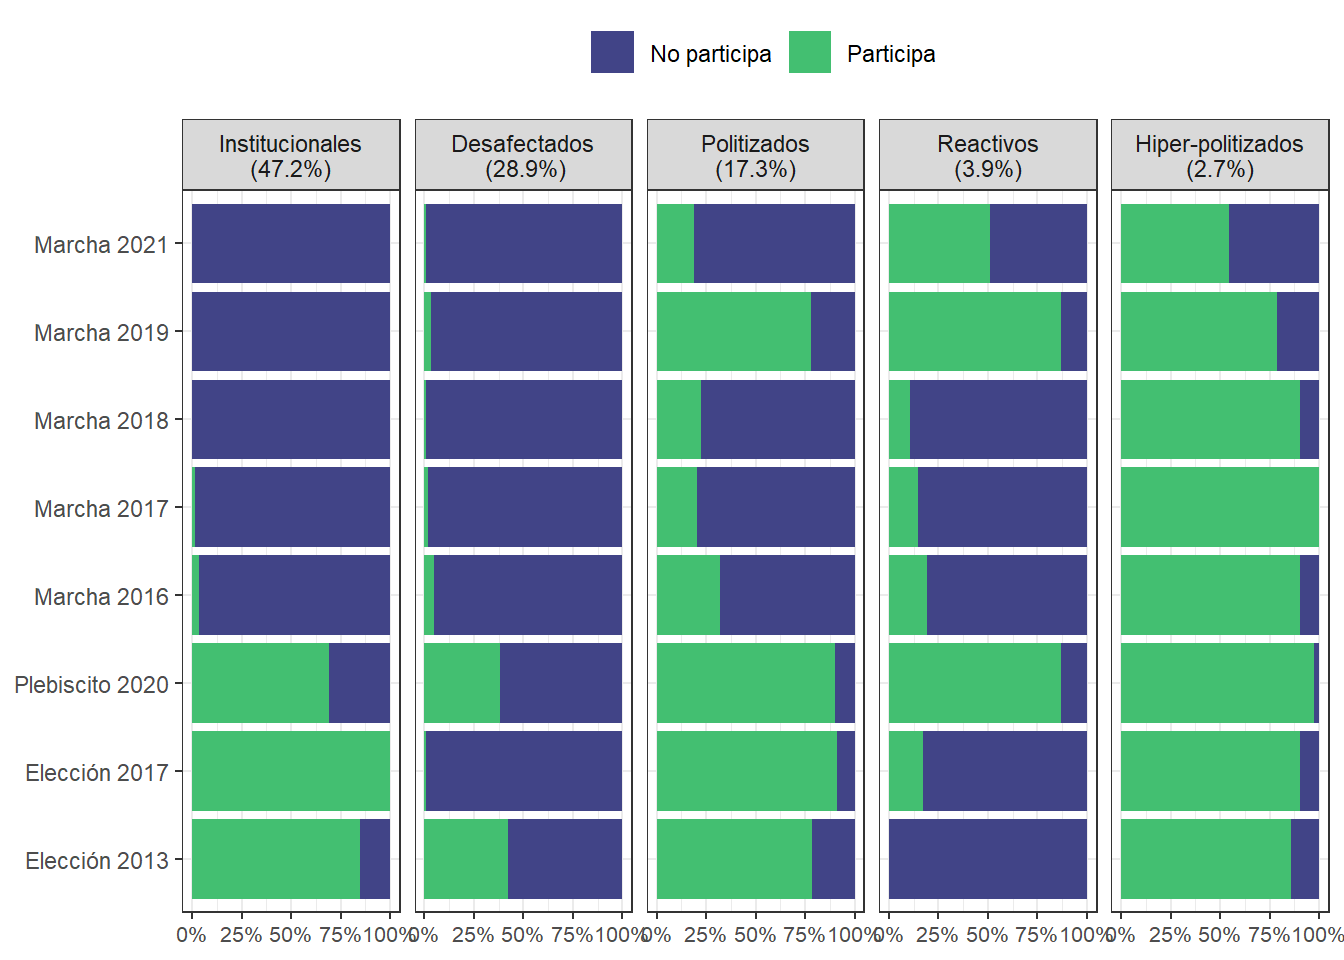 No participa
Participa
Institucionales
(47.2%)
Desafectados
(28.9%)
Politizados
(17.3%)
Reactivos
(3.9%)
Hiper-politizados
(2.7%)
Marcha 2021
Marcha 2019
Marcha 2018
Marcha 2017
Marcha 2016
Plebiscito 2020
Elección 2017
Elección 2013
0% 25% 50% 75% 100%
0% 25% 50% 75% 100%
0% 25% 50% 75% 100%
0% 25% 50% 75% 100%
0% 25% 50% 75% 100%